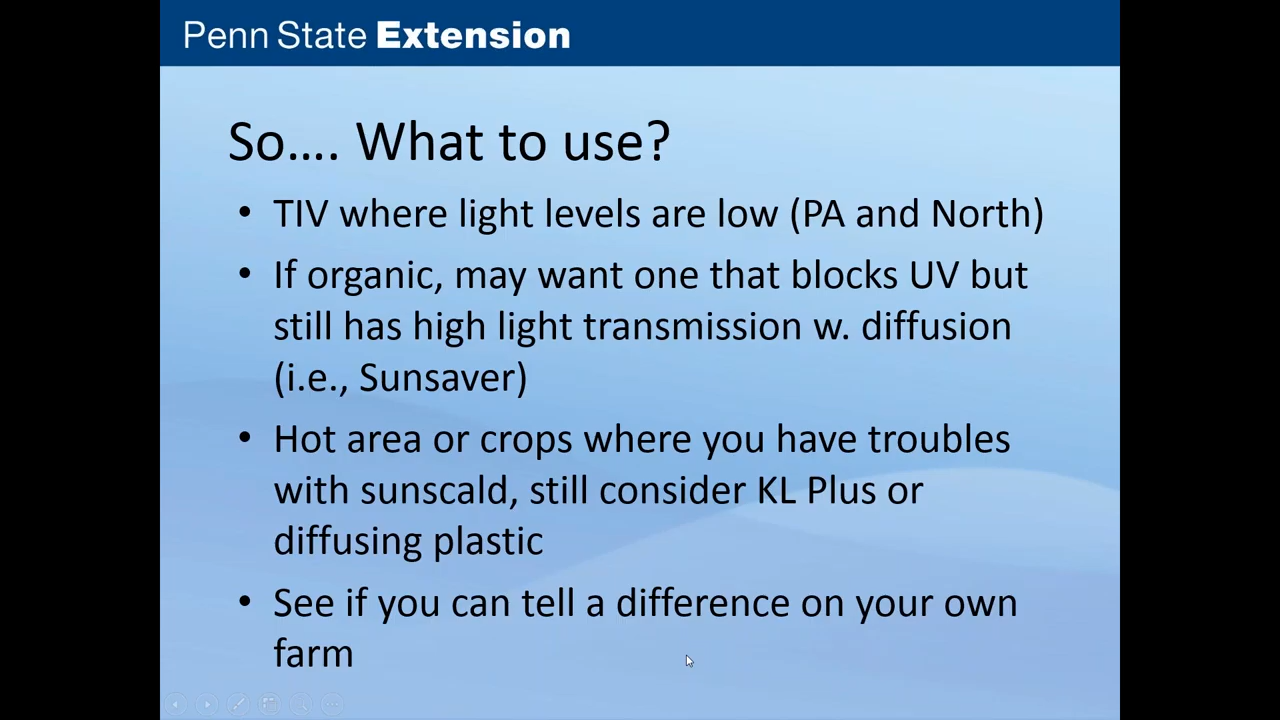 Penn State Extension
So.... What to use?
• TIV where light levels are low (PA and North)
• If organic, may want one that blocks UV but
still has high light transmission w. diffusion
(i.e., Sunsaver)
• Hot area or crops where you have troubles
with sunscald, still consider KL Plus or
diffusing plastic
• See if you can tell a difference on your own
farm